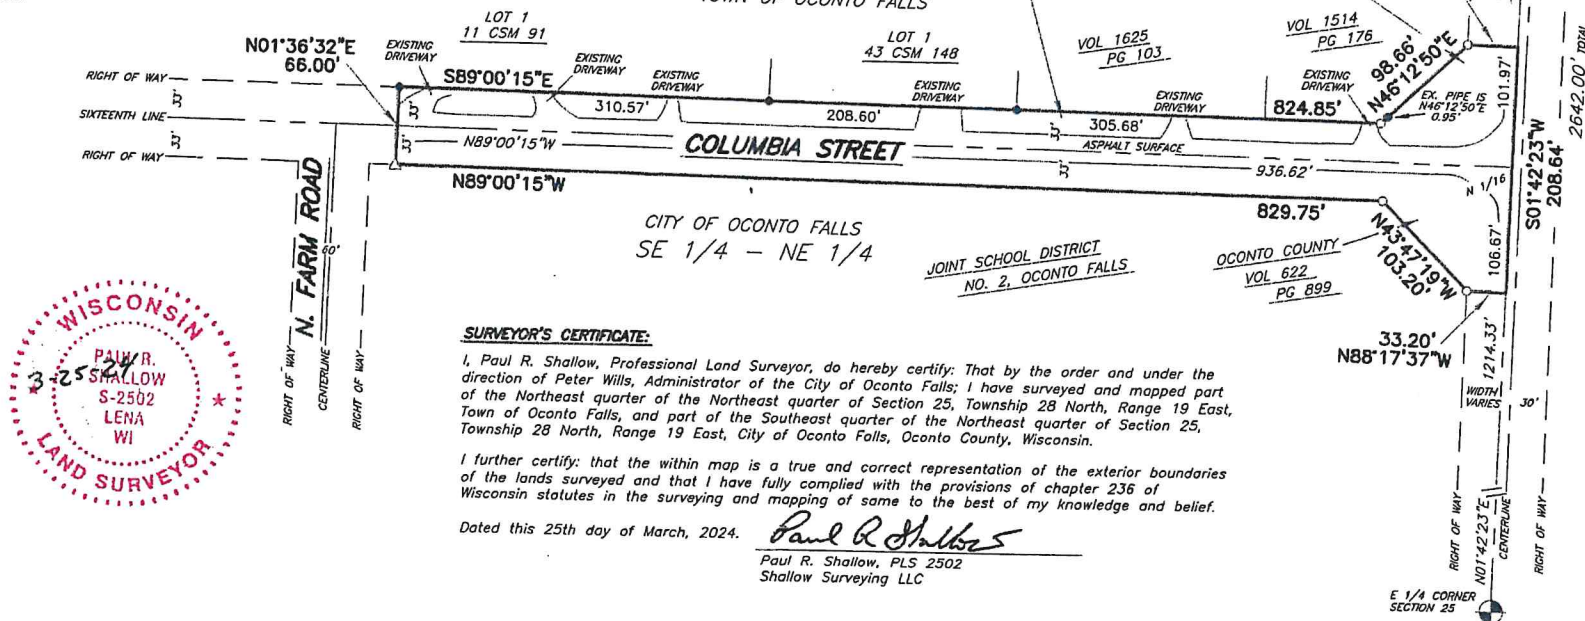 TOWN OF OCONTO FALLS
LOT 1
11 CSM 91
LOT 1
43 CSM 148
VOL 1625
PG 103
VOL 1514
PG 176
N01°36'32"E
66.00'
EXISTING
DRIVEWAY
S89°00'15"E
EXISTING
DRIVEWAY
EXISTING
DRIVEWAY
EXISTING
DRIVEWAY
EXISTING
DRIVEWAY
EXISTING
DRIVEWAY
98.66'
N46°12'50"E
EX. PIPE IS
N46°12'50"E
0.95'
101.97'
2642.00' TOTAL
RIGHT OF WAY
SIXTEENTH LINE
RIGHT OF WAY
310.57'
208.60'
305.68'
824.85'
N89°00'15"W
COLUMBIA STREET
ASPHALT SURFACE
936.62'
N 1/16
S01°42'23"W
208.64'
N89°00'15"W
829.75'
N. FARM ROAD
60'
CITY OF OCONTO FALLS
SE 1/4 - NE 1/4
JOINT SCHOOL DISTRICT
NO. 2, OCONTO FALLS
OCONTO COUNTY
VOL 622
PG 899
N43°47'19"W
103.20'
106.67'
33.20'
N88°17'37"W
1214.33'
WIDTH
VARIES
30'
RIGHT OF WAY
CENTERLINE
RIGHT OF WAY
WISCONSIN
PAUL R.
SHALLOW
S-2502
LENA
WI
LAND SURVEYOR
3-25-24
SURVEYOR'S CERTIFICATE:
I, Paul R. Shallow, Professional Land Surveyor, do hereby certify: That by the order and under the
direction of Peter Wills, Administrator of the City of Oconto Falls; I have surveyed and mapped part
of the Northeast quarter of the Northeast quarter of Section 25, Township 28 North, Range 19 East,
Town of Oconto Falls, and part of the Southeast quarter of the Northeast quarter of Section 25,
Township 28 North, Range 19 East, City of Oconto Falls, Oconto County, Wisconsin.
I further certify: that the within map is a true and correct representation of the exterior boundaries
of the lands surveyed and that I have fully complied with the provisions of chapter 236 of
Wisconsin statutes in the surveying and mapping of same to the best of my knowledge and belief.
Dated this 25th day of March, 2024.
Paul R Shallow
Paul R. Shallow, PLS 2502
Shallow Surveying LLC
RIGHT OF WAY
N01°42'23"E
CENTERLINE
RIGHT OF WAY
E 1/4 CORNER
SECTION 25